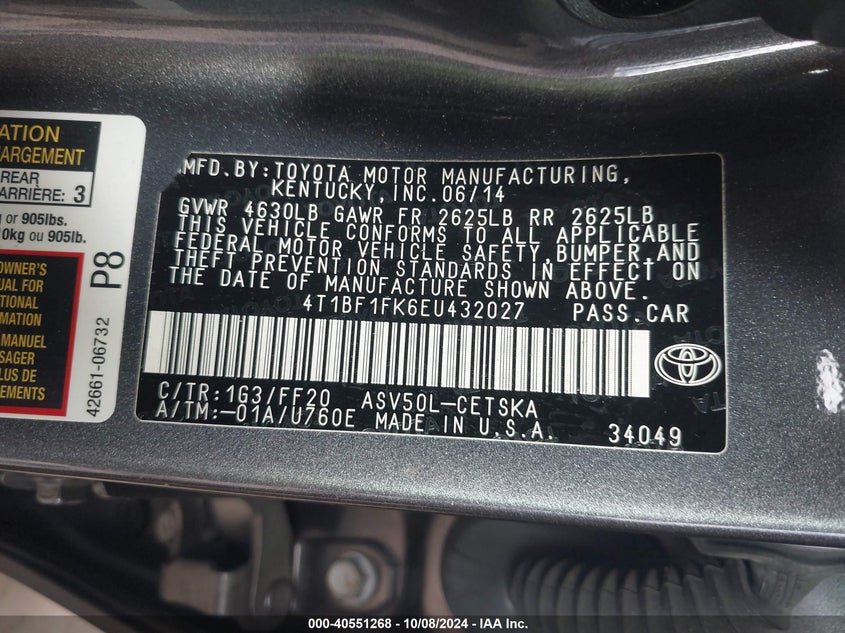 ATION
ARGEMENT
REAR
ARRIÈRE: 3
g or 905lbs.
10kg ou 905lb.
OWNER'S
UAL FOR
TIONAL
RMATION
MANUEL
SAGER
LUS DE
EMENTS
P8
42661-06732
MFD.BY:TOYOTA MOTOR MANUFACTURING,
KENTUCKY,INC.06/14
GVWR 4630LB GAWR FR 2625LB RR 2625LB
THIS VEHICLE CONFORMS TO ALL APPLICABLE
FEDERAL MOTOR VEHICLE SAFETY,BUMPER,AND
THEFT PREVENTION STANDARDS IN EFFECT ON
THE DATE OF MANUFACTURE SHOWN ABOVE.
4T1BF1FK6EU432027 PASS.CAR
C/TR:1G3/FF20 ASV50L-CETSKA
A/TM:-01A/U760E MADE IN U.S.A. 34049
000-40551268 - 10/08/2024 - IAA Inc.